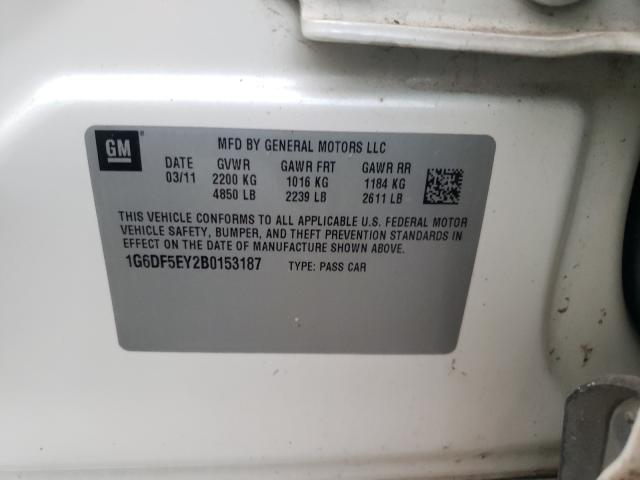 GM
MFD BY GENERAL MOTORS LLC
DATE GVWR GAWR FRT GAWR RR
03/11 2200 KG 1016 KG 1184 KG
4850 LB 2239 LB 2611 LB
THIS VEHICLE CONFORMS TO ALL APPLICABLE U.S. FEDERAL MOTOR
VEHICLE SAFETY, BUMPER, AND THEFT PREVENTION STANDARDS IN
EFFECT ON THE DATE OF MANUFACTURE SHOWN ABOVE.
1G6DF5EY2B0153187 TYPE: PASS CAR